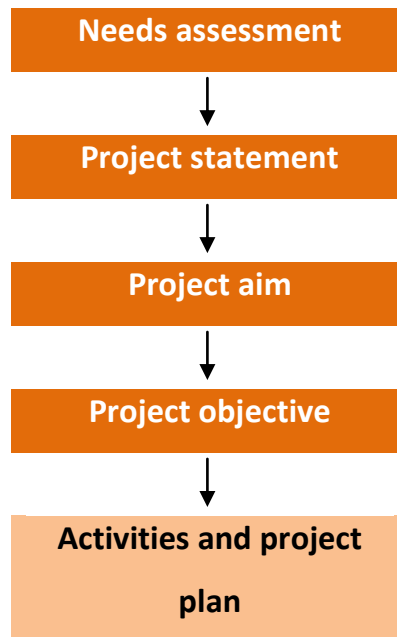 Needs assessment
Project statement
Project aim
Project objective
Activities and project
plan